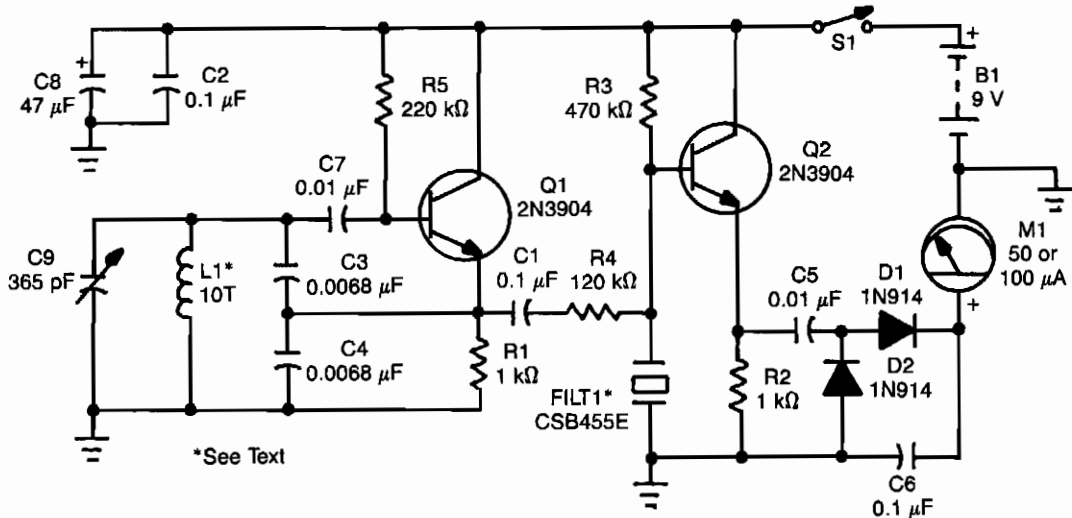 C8
47 µF
+
C2
0.1 µF
R5
220 kΩ
R3
470 kΩ
S1
+
B1
9 V
C7
0.01 µF
Q1
2N3904
Q2
2N3904
C9
365 pF
L1*
10T
C3
0.0068 µF
C4
0.0068 µF
C1
0.1 µF
R4
120 kΩ
R1
1 kΩ
FILT1*
CSB455E
C5
0.01 µF
D1
1N914
D2
1N914
M1
50 or
100 µA
+
R2
1 kΩ
C6
0.1 µF
*See Text